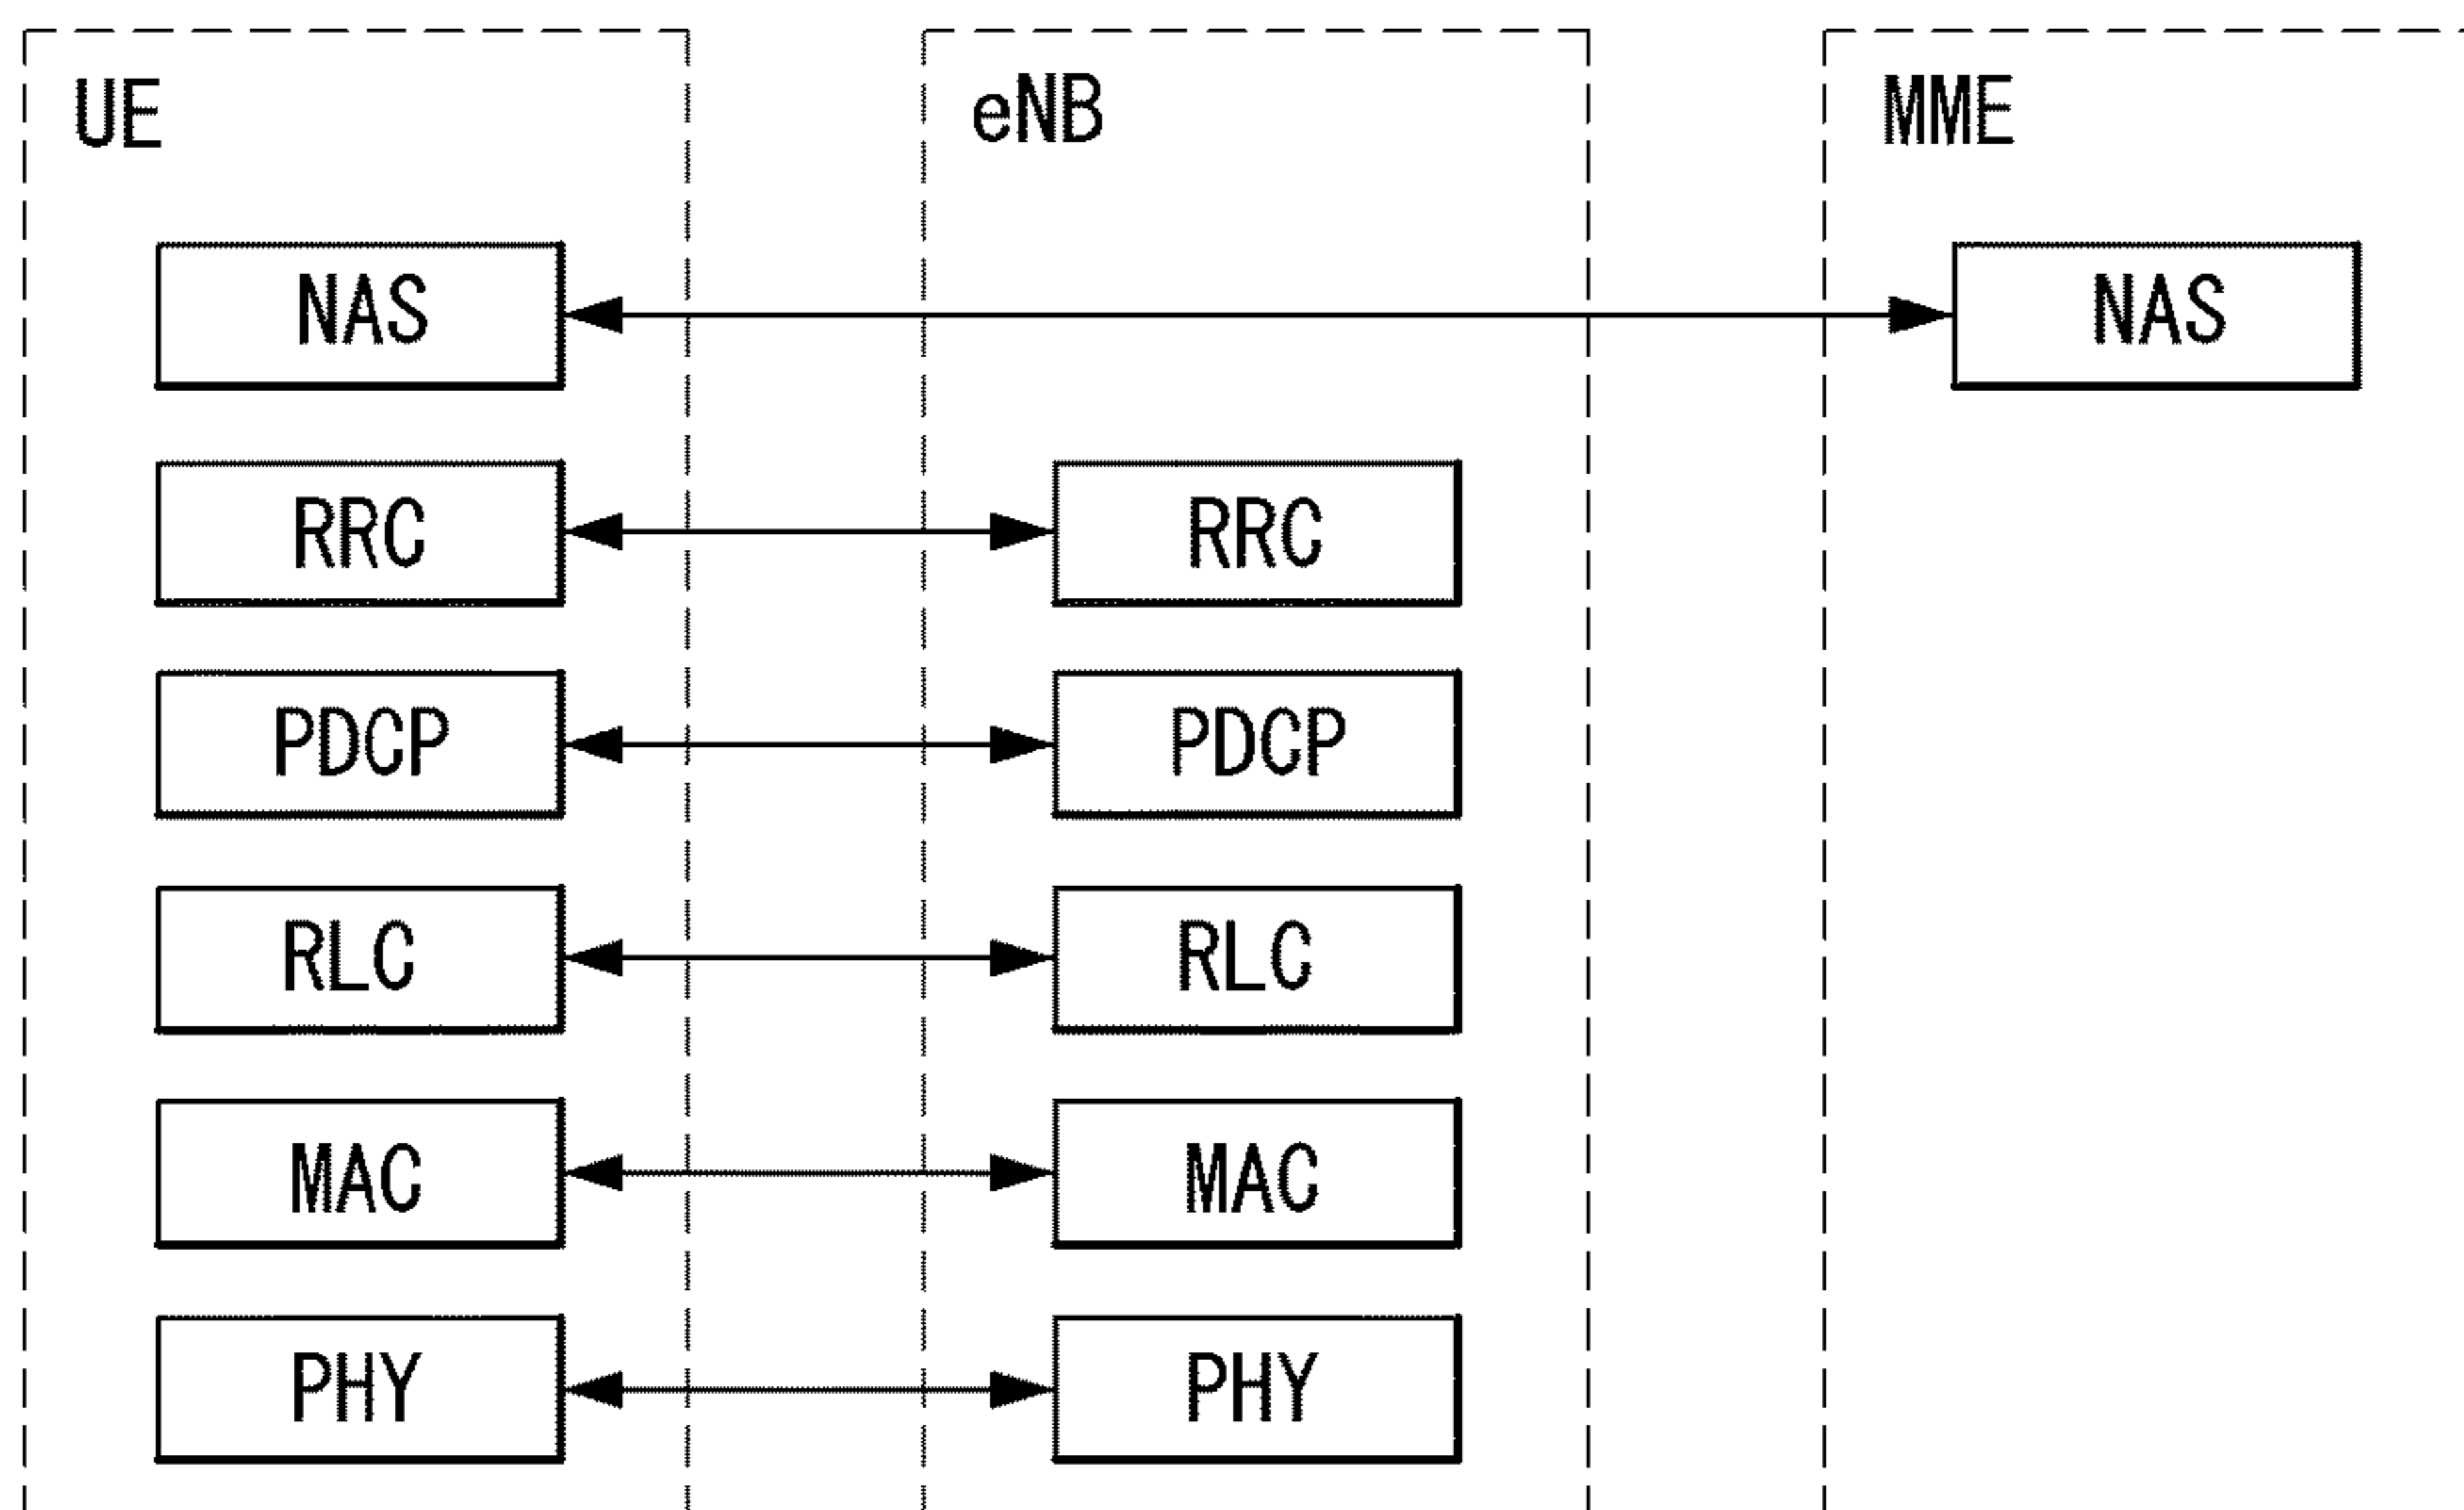 UE eNB MME
NAS NAS
RRC RRC
PDCP PDCP
RLC RLC
MAC MAC
PHY PHY